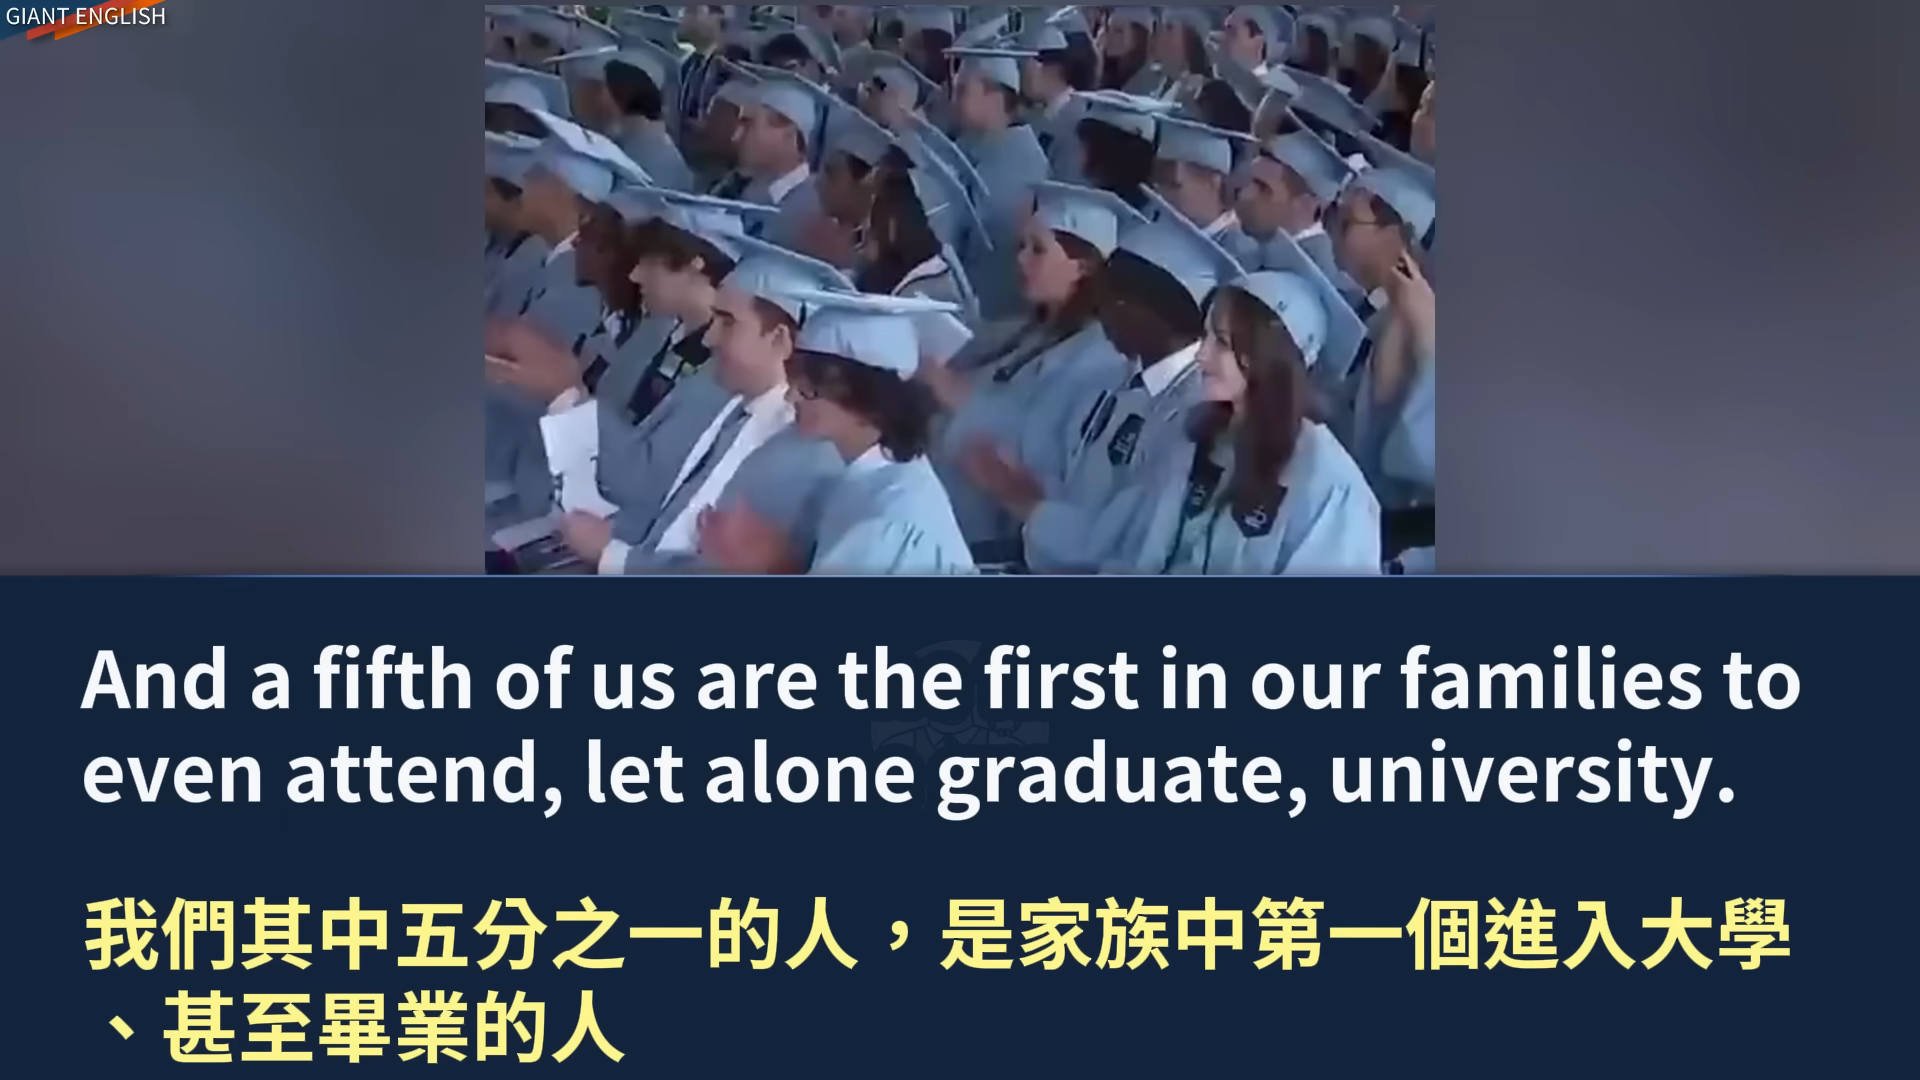 GIANT ENGLISH
And a fifth of us are the first in our families to
even attend, let alone graduate, university.
我們其中五分之一的人，是家族中第一個進入大學
、甚至畢業的人